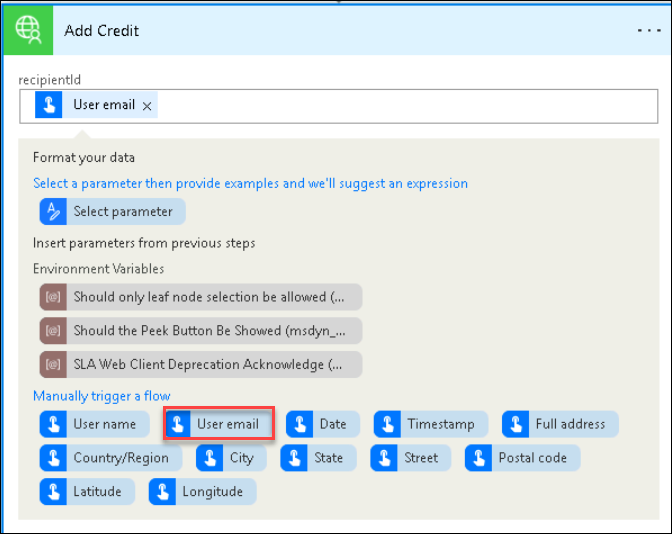 Add Credit ...
recipientId
User email ×
Format your data
Select a parameter then provide examples and we'll suggest an expression
Select parameter
Insert parameters from previous steps
Environment Variables
[@] Should only leaf node selection be allowed (...
[@] Should the Peek Button Be Showed (msdyn_...
[@] SLA Web Client Deprecation Acknowledge (...
Manually trigger a flow
User name User email Date Timestamp Full address
Country/Region City State Street Postal code
Latitude Longitude